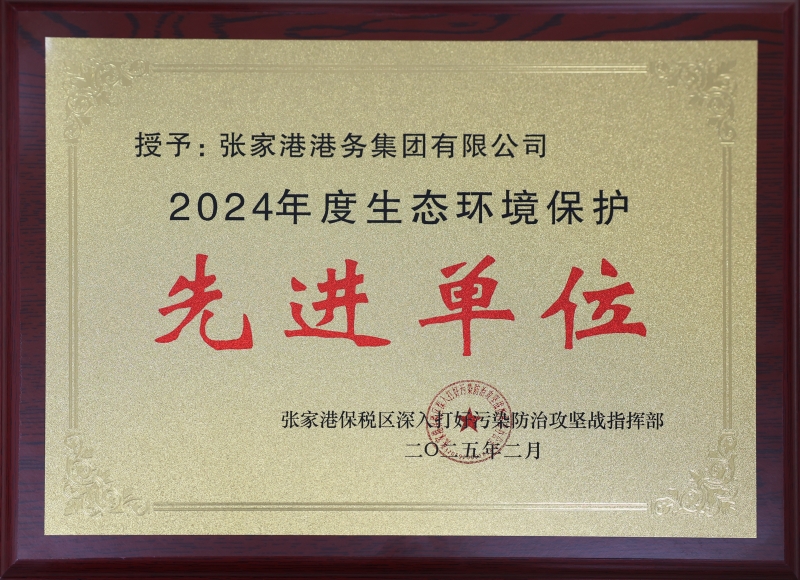 授予：张家港港务集团有限公司
2024年度生态环境保护
先进单位
张家港保税区深入打好污染防治攻坚战指挥部
二〇二五年二月